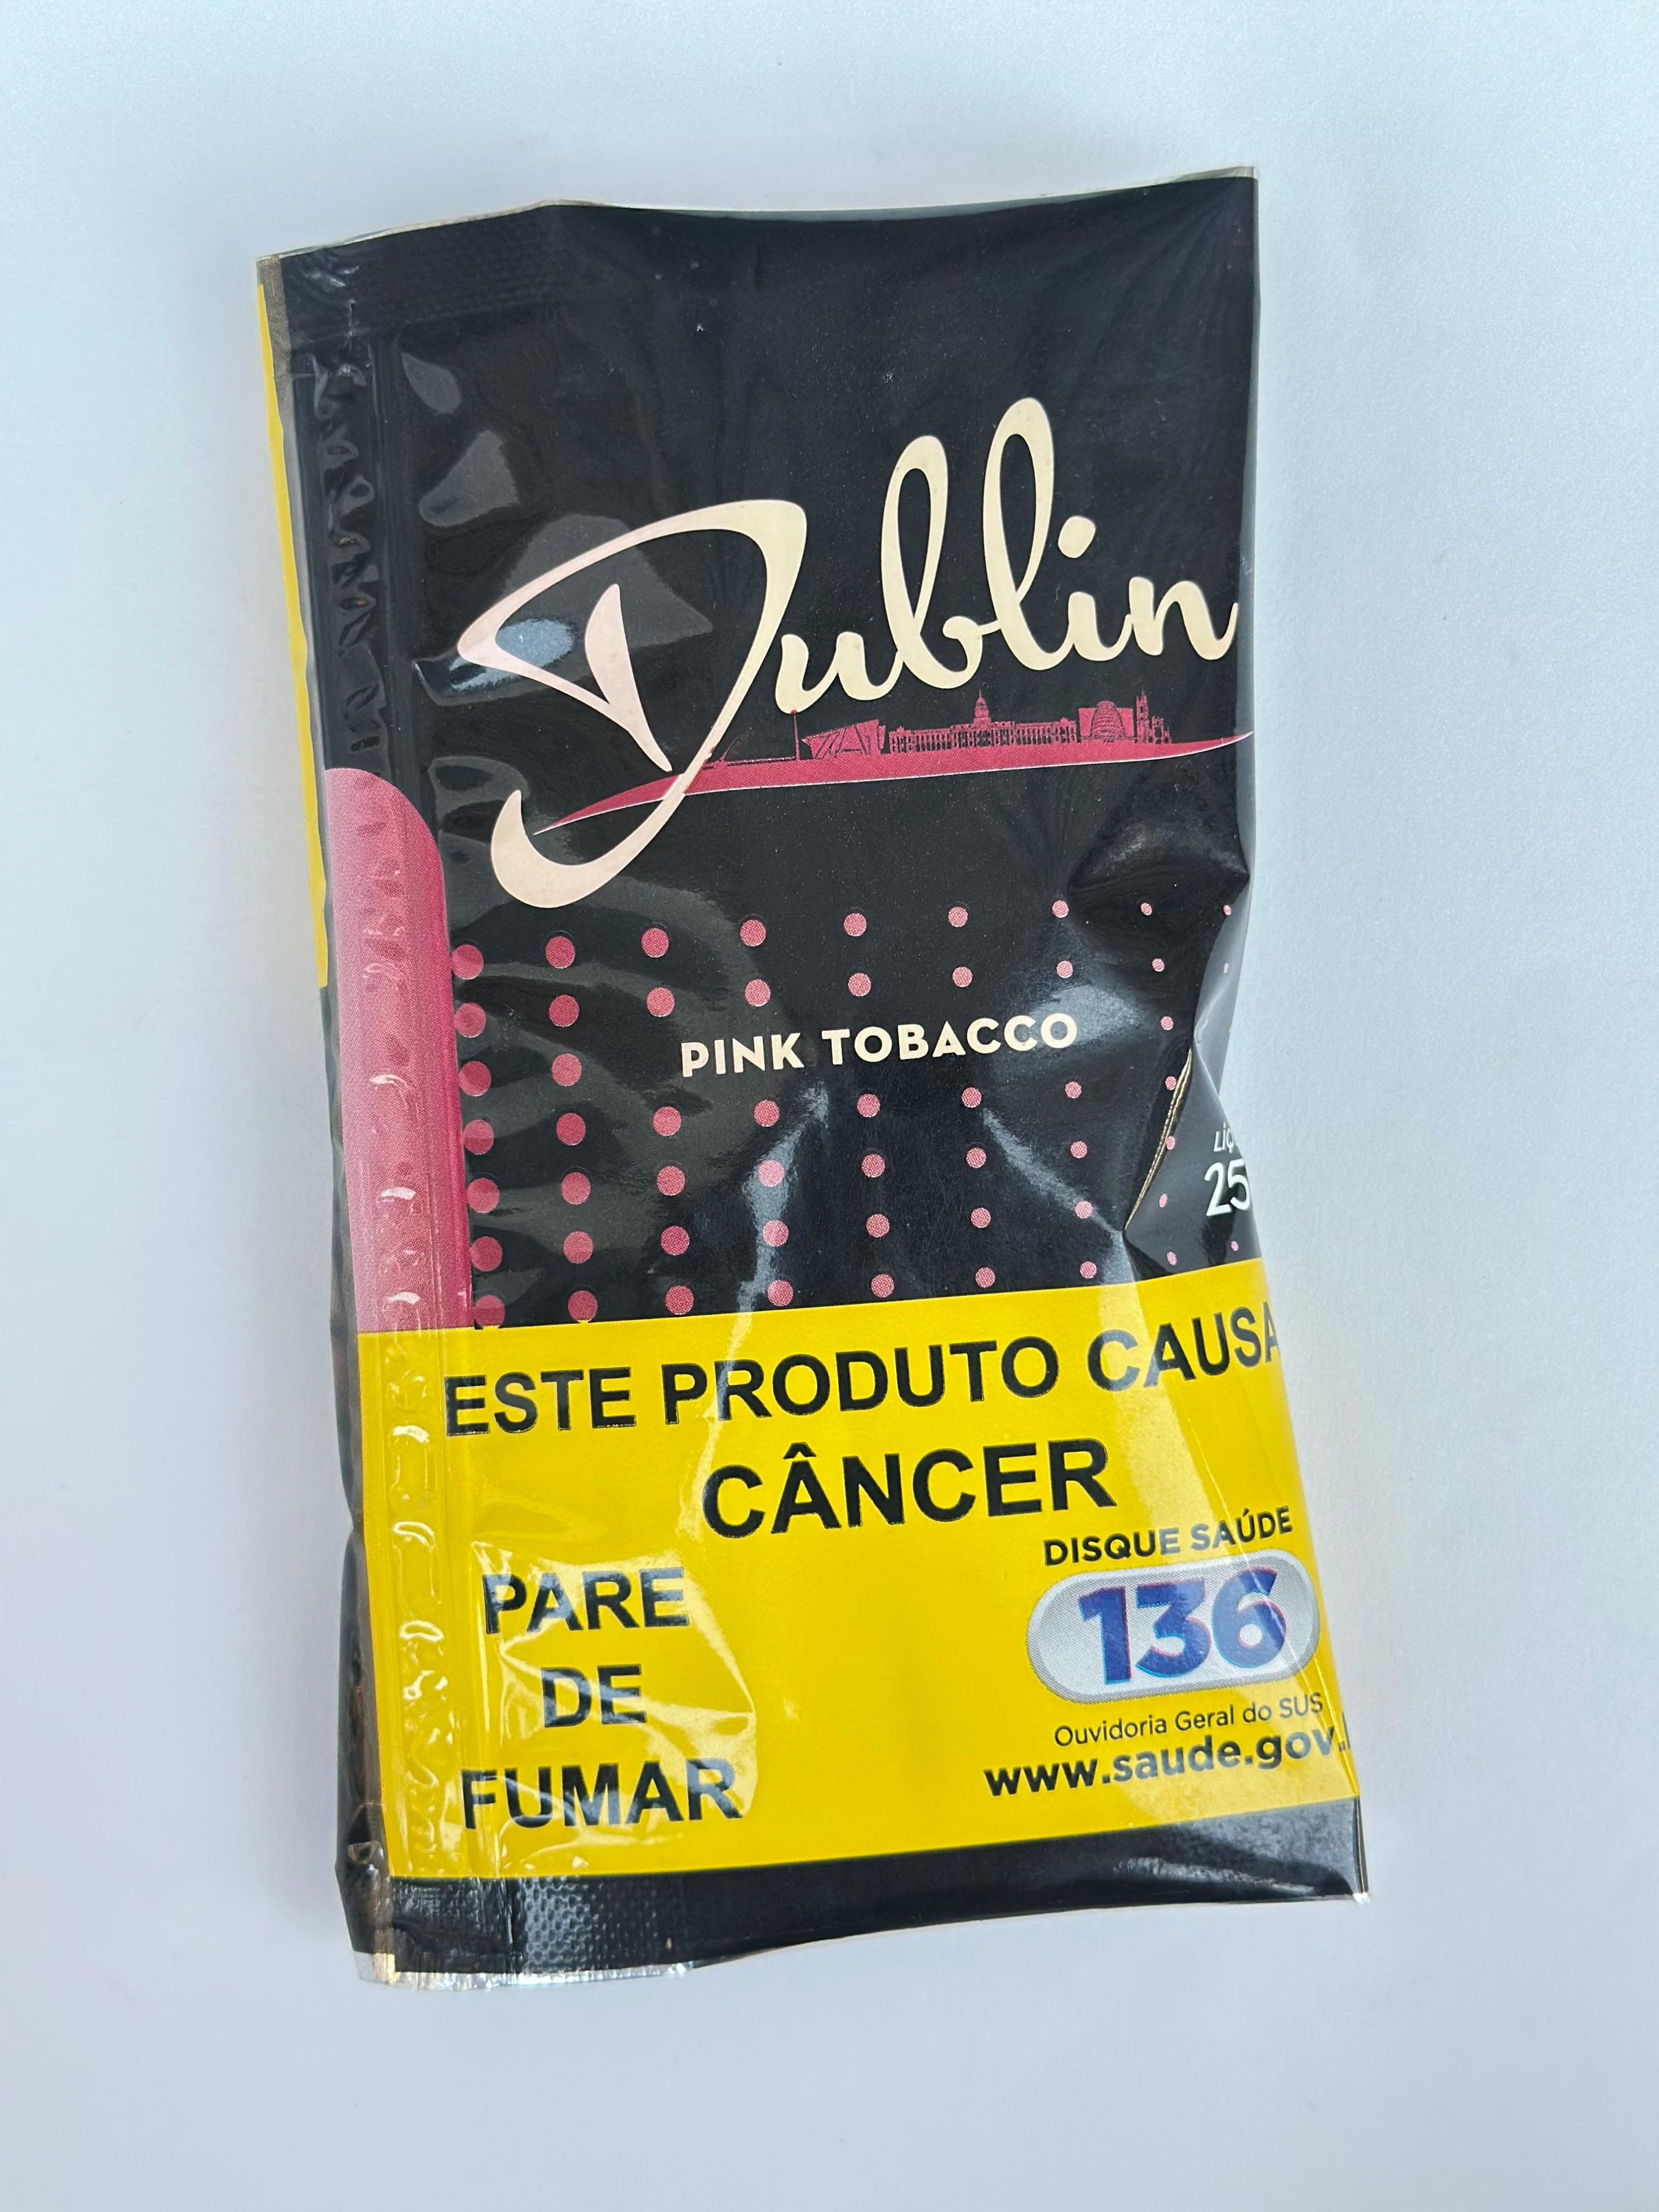 Dublin
PINK TOBACCO
25
ESTE PRODUTO CAUSA
CÂNCER
DISQUE SAÚDE
136
PARE
DE
FUMAR
Ouvidoria Geral do SUS
www.saude.gov.